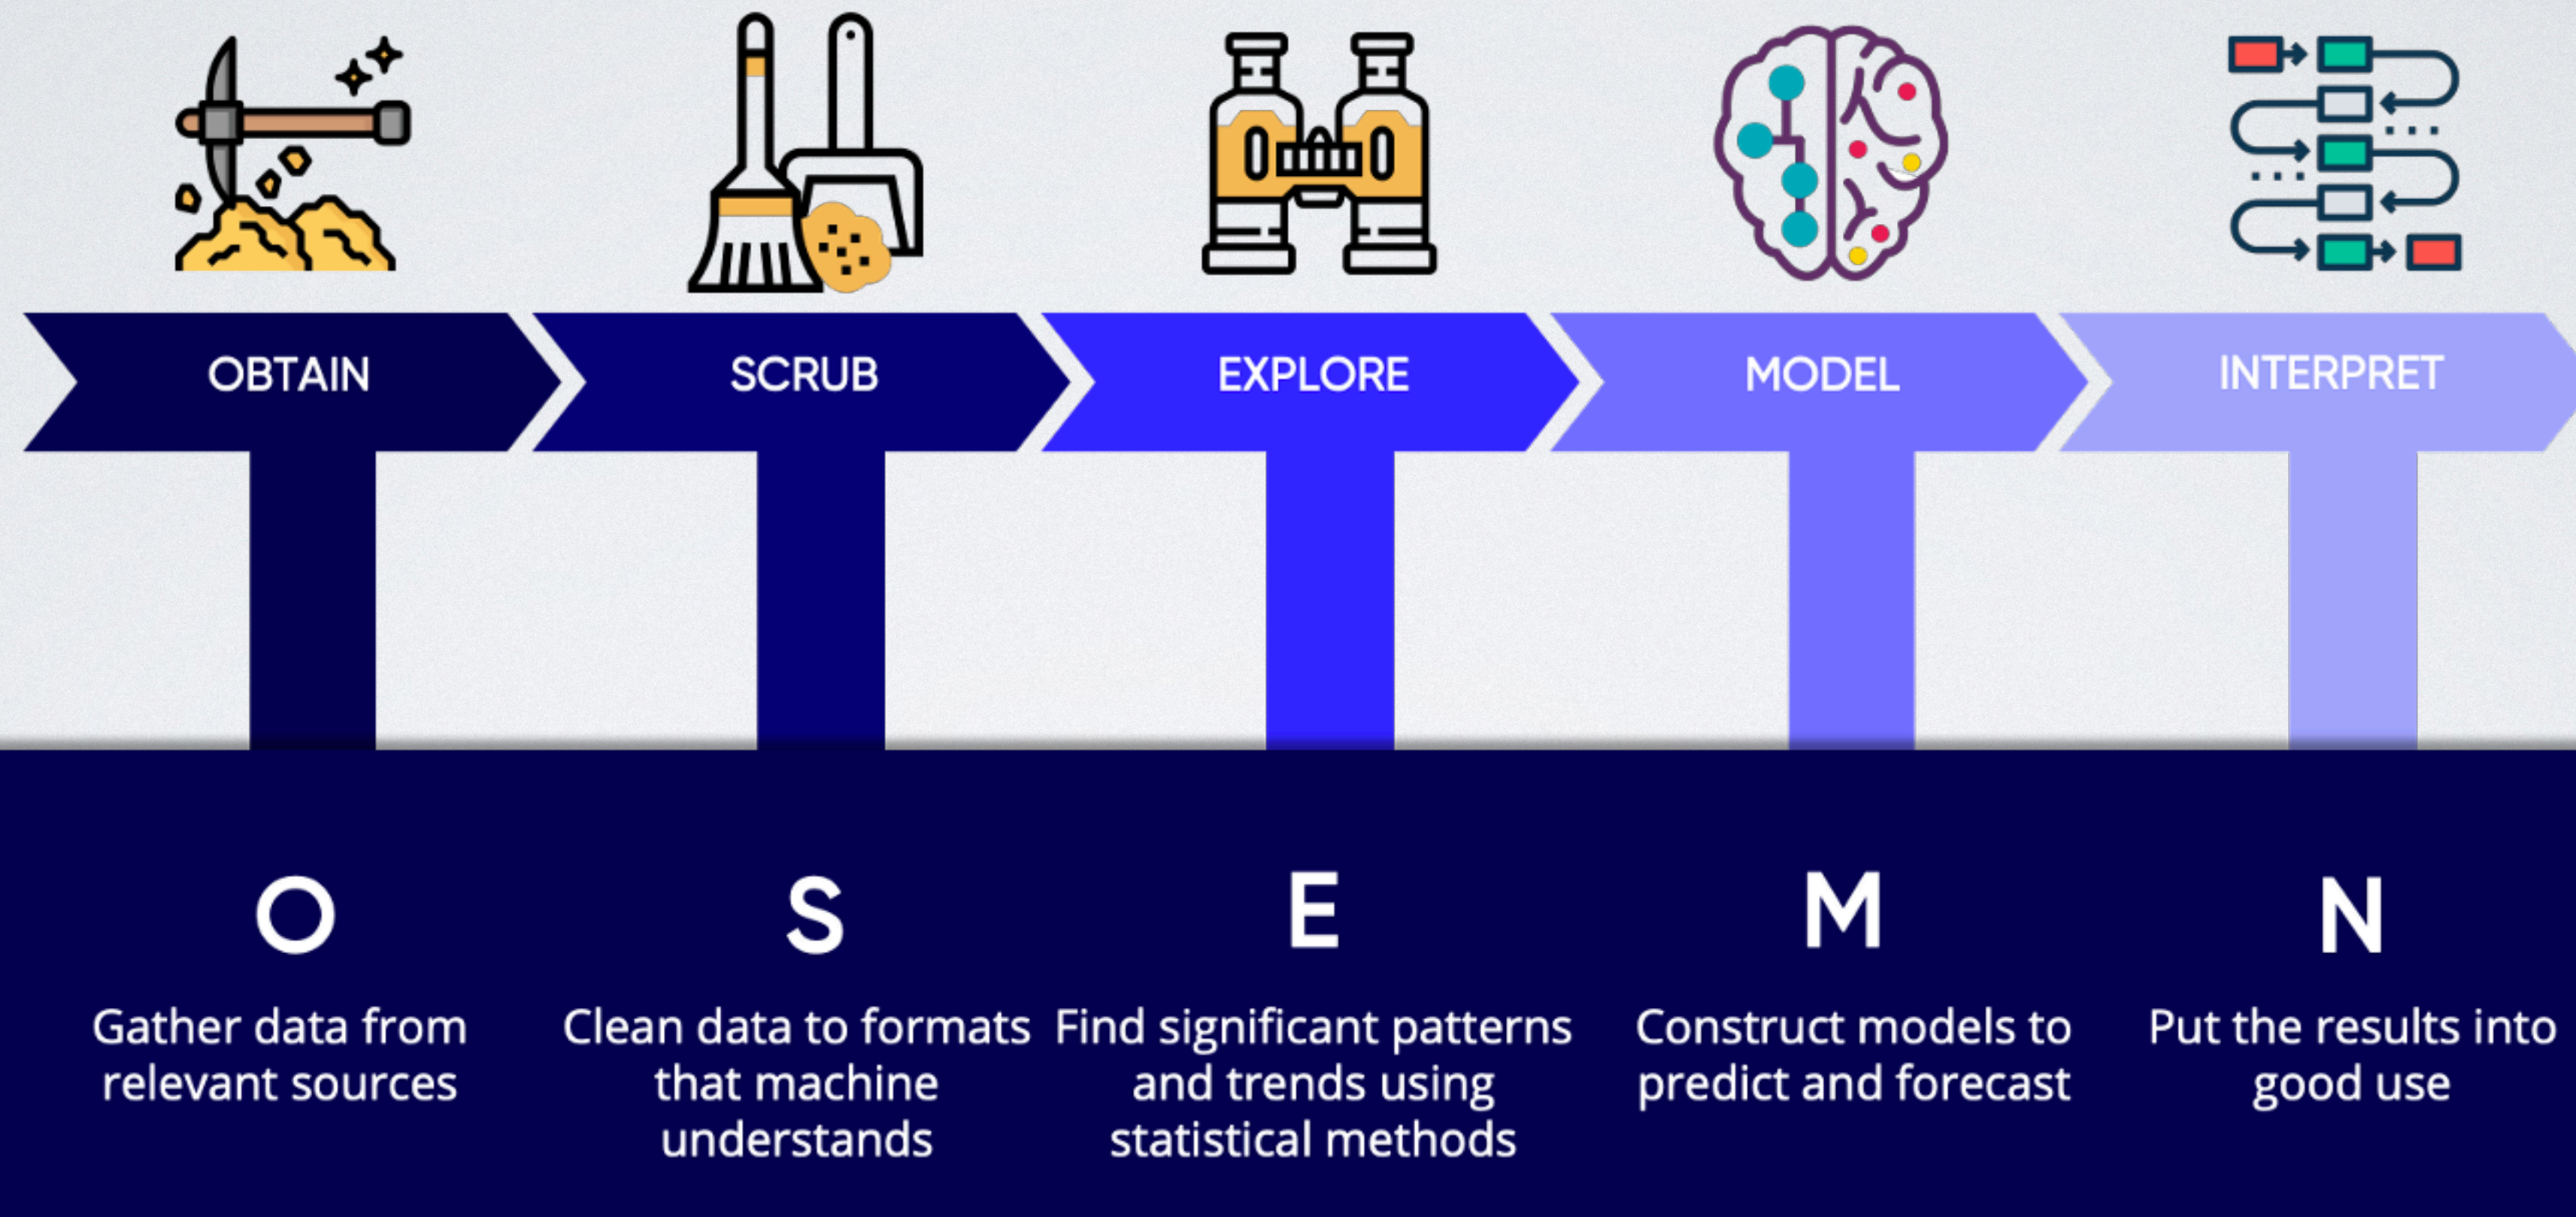 OBTAIN
SCRUB
EXPLORE
MODEL
INTERPRET
O
Gather data from
relevant sources
S
Clean data to formats
that machine
understands
E
Find significant patterns
and trends using
statistical methods
M
Construct models to
predict and forecast
N
Put the results into
good use